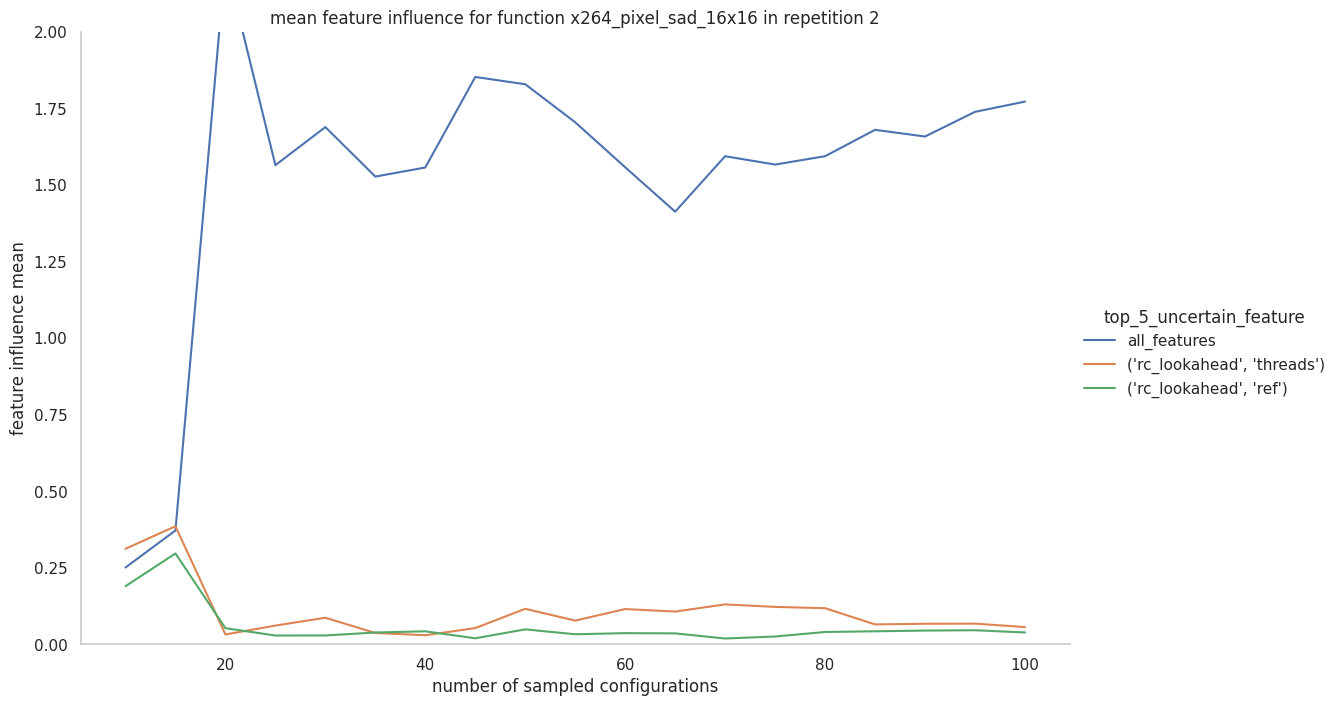 mean feature influence for function x264_pixel_sad_16x16 in repetition 2
2.00
1.75
1.50
1.25
1.00
0.75
0.50
0.25
0.00
feature influence mean
20
40
60
80
100
number of sampled configurations
top_5_uncertain_feature
all_features
('rc_lookahead', 'threads')
('rc_lookahead', 'ref')